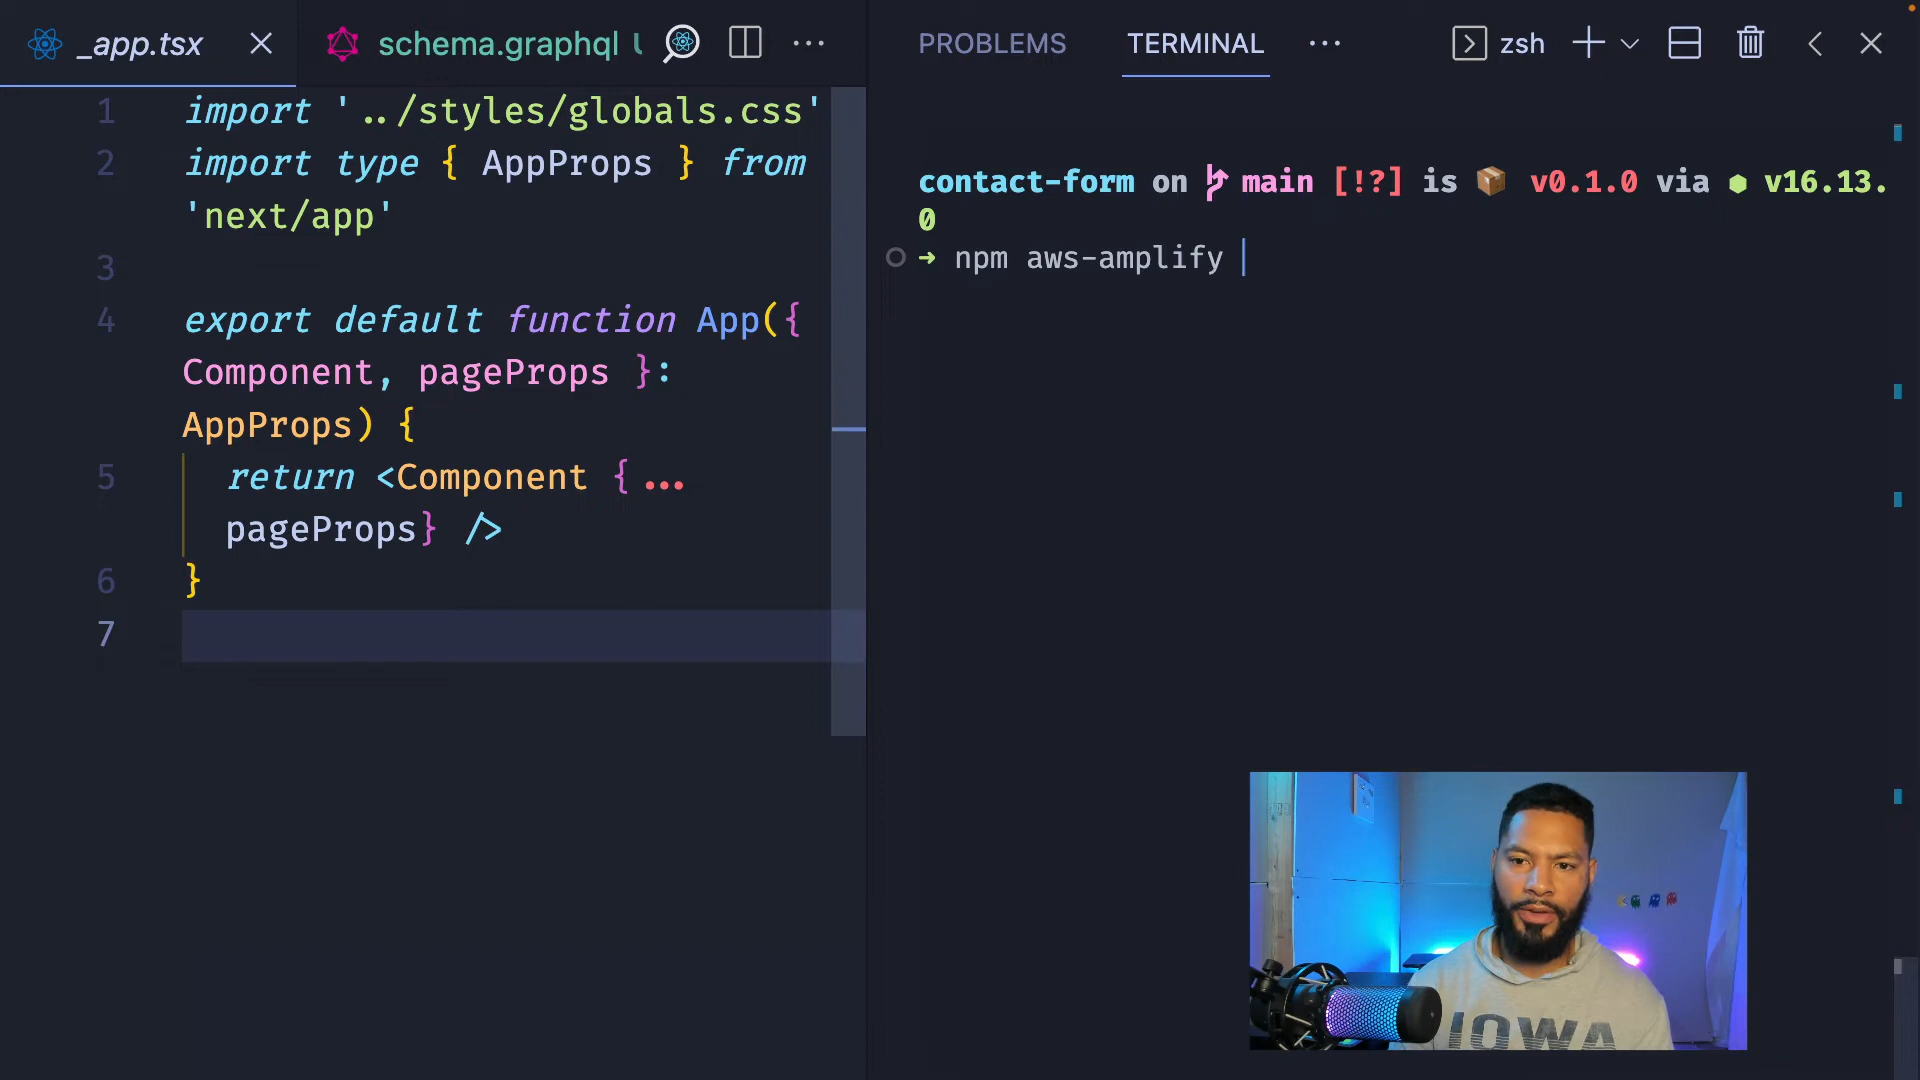 _app.tsx
schema.graphql
1 import '../styles/globals.css'
2 import type { AppProps } from
'next/app'
3
4 export default function App({
Component, pageProps }:
AppProps) {
5 return <Component {...
pageProps} />
6 }
7
PROBLEMS TERMINAL
zsh
contact-form on main [!?] is v0.1.0 via v16.13.
0
→ npm aws-amplify
IOWA